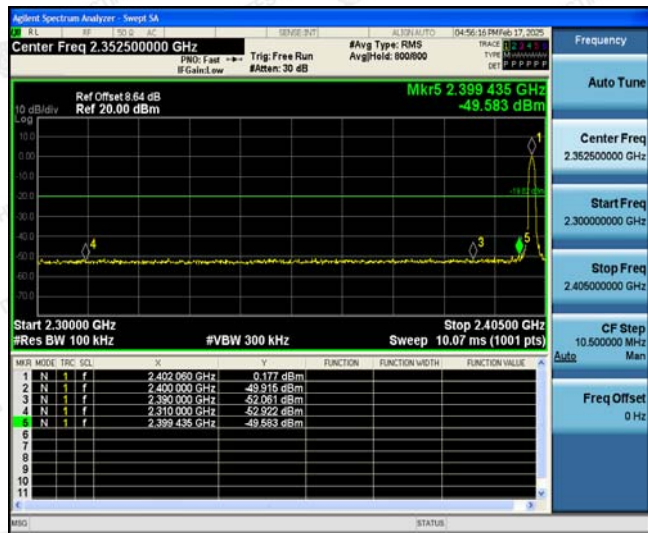 Agilent Spectrum Analyzer - Swept SA
RL RF 50 Ω AC SENSE:INT ALIGN AUTO 04:56:16 PM Feb 17, 2025
Center Freq 2.352500000 GHz
PNO: Fast
IFGain:Low
Trig: Free Run
#Atten: 30 dB
#Avg Type: RMS
Avg|Hold: 800/800
TRACE 1 2 3 4 5 6
TYPE
DET P P P P P P
Ref Offset 8.64 dB
Ref 20.00 dBm
10 dB/div
Log
Mkr5 2.399 435 GHz
-49.583 dBm
10.0
0.00
-10.0
-20.0
-30.0
-40.0
-50.0
-60.0
-70.0
1
3
4
5
Start 2.30000 GHz
Stop 2.40500 GHz
#Res BW 100 kHz
#VBW 300 kHz
Sweep 10.07 ms (1001 pts)
MKR MODE TRC SCL X Y FUNCTION FUNCTION WIDTH FUNCTION VALUE
1 N 1 f 2.402 060 GHz 0.177 dBm
2 N 1 f 2.400 000 GHz -49.915 dBm
3 N 1 f 2.390 000 GHz -52.061 dBm
4 N 1 f 2.310 000 GHz -52.922 dBm
5 N 1 f 2.399 435 GHz -49.583 dBm
6
7
8
9
10
11
MSG
STATUS
Frequency
Auto Tune
Center Freq
2.352500000 GHz
Start Freq
2.300000000 GHz
Stop Freq
2.405000000 GHz
CF Step
10.500000 MHz
Auto Man
Freq Offset
0 Hz